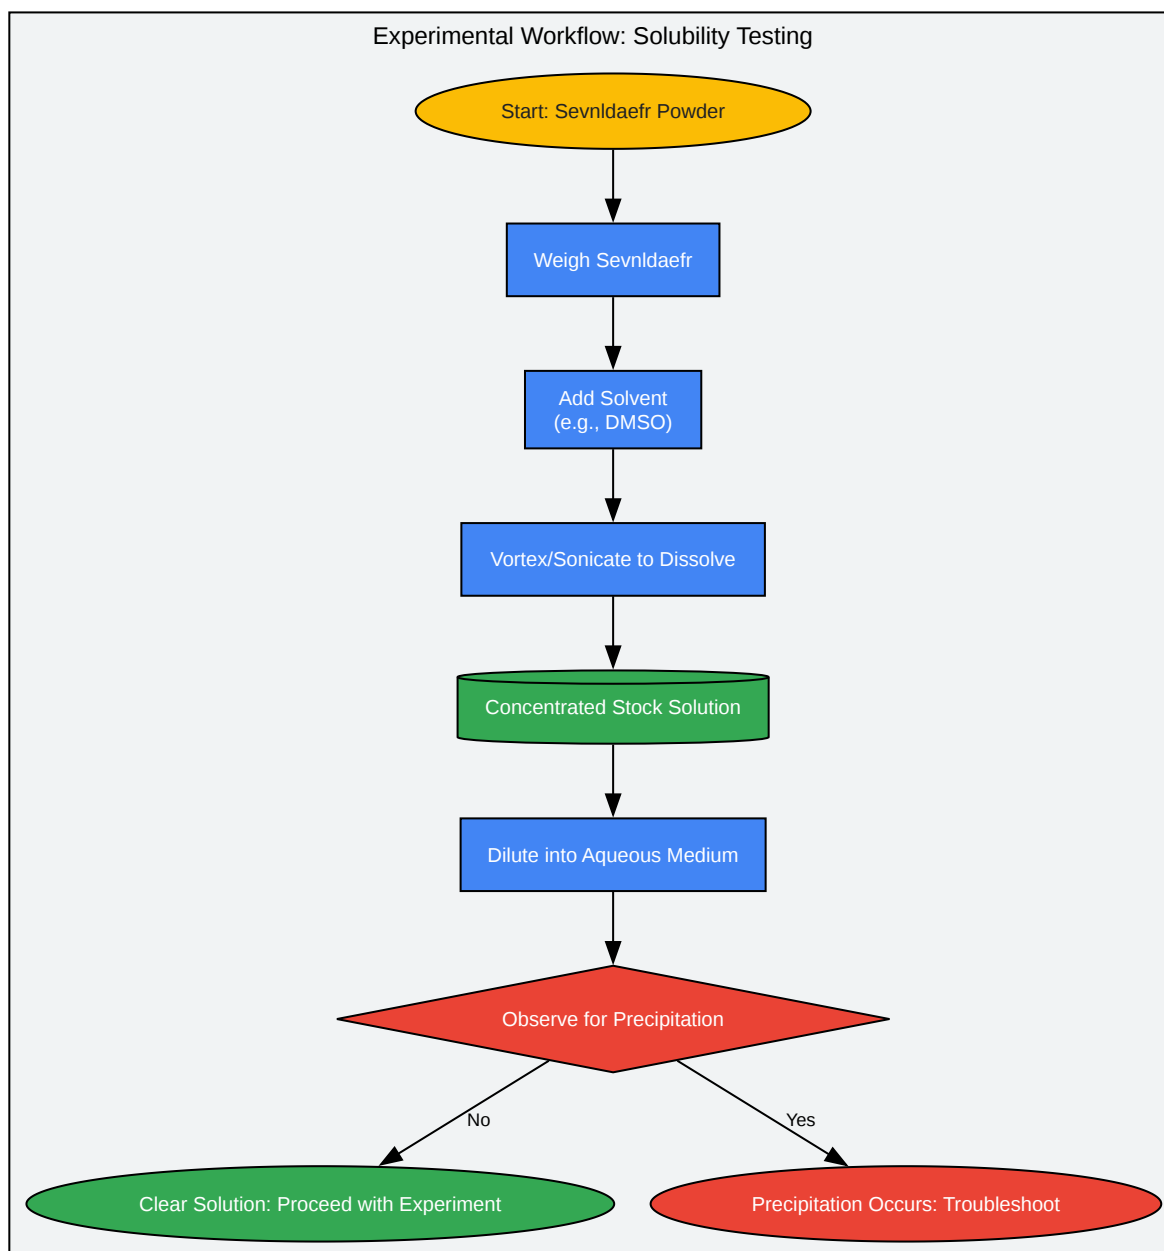 Experimental Workflow: Solubility Testing
Start: Sevnldaefr Powder
Weigh Sevnldaefr
Add Solvent
(e.g., DMSO)
Vortex/Sonicate to Dissolve
Concentrated Stock Solution
Dilute into Aqueous Medium
Observe for Precipitation
No
Yes
Clear Solution: Proceed with Experiment
Precipitation Occurs: Troubleshoot